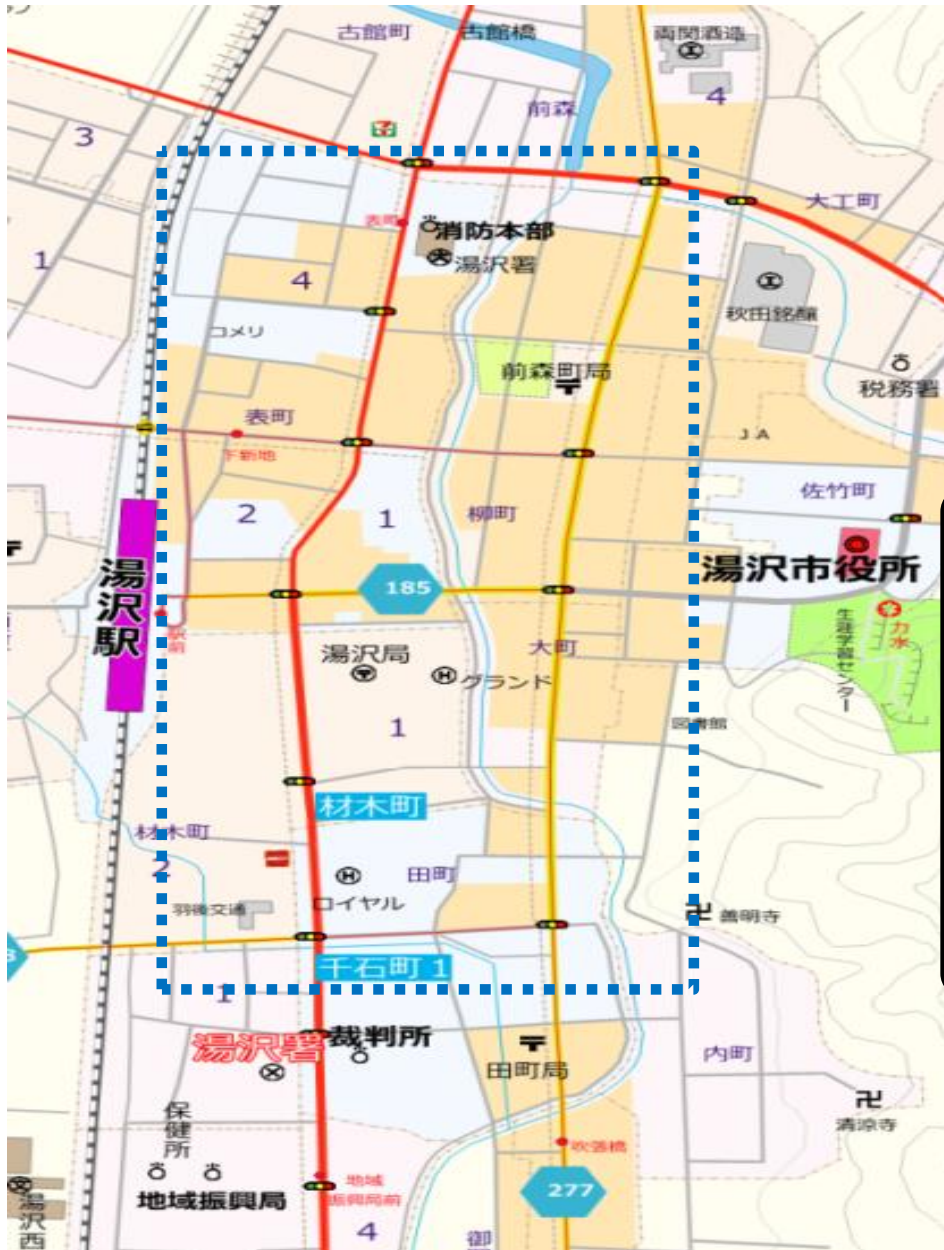 古館町
古館橋
両関酒造
4
前森
3
大工町
表町
消防本部
湯沢署
1
4
秋田銘醸
コメリ
前森町局
税務署
表町
JA
下新地
佐竹町
2
1
柳町
湯沢市役所
湯沢駅
185
力水
生涯学習センター
駅前
大町
湯沢局
グランド
図書館
1
材木町
材木町
2
田町
ロイヤル
羽後交通
善明寺
千石町1
1
裁判所
湯沢署
内町
田町局
保健所
清涼寺
吹張橋
地域振興局
地域
振興局前
277
湯沢西
4
御